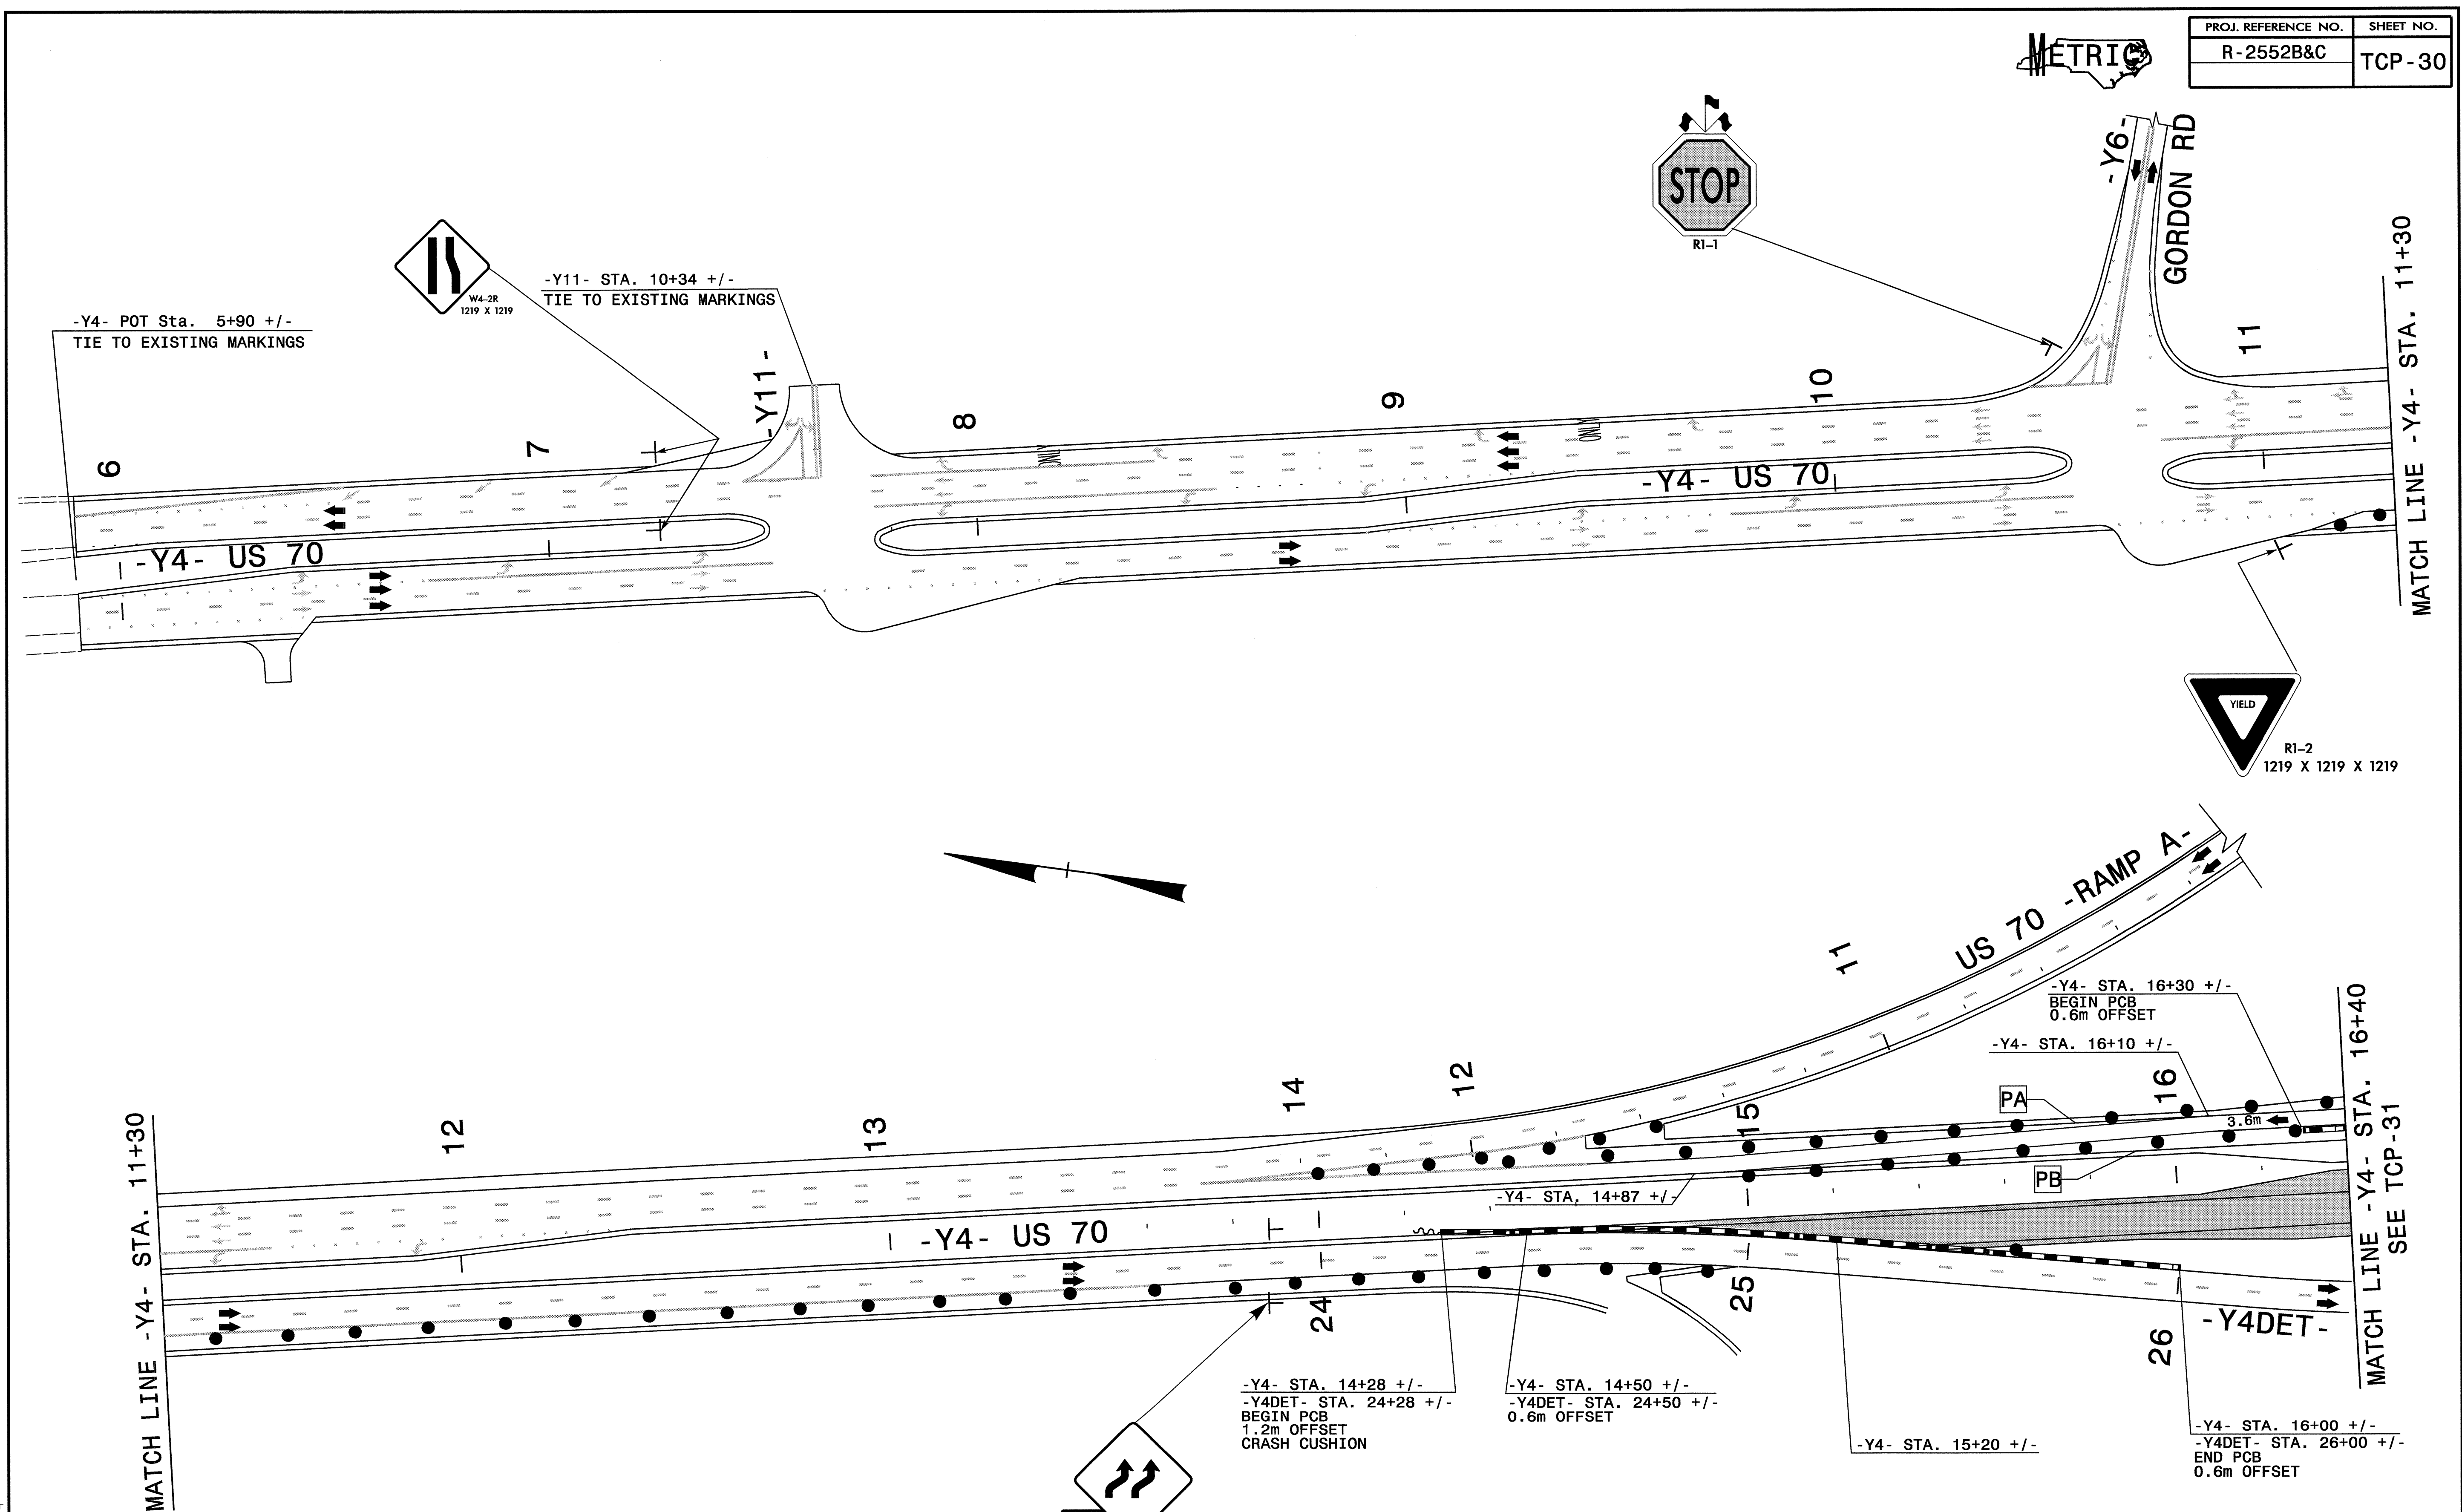 METRIC
PROJ. REFERENCE NO.
SHEET NO.
R-2552B&C
TCP-30
STOP
R1-1
-Y6-
GORDON RD
W4-2R
1219 X 1219
-Y11- STA. 10+34 +/-
TIE TO EXISTING MARKINGS
-Y4- POT Sta. 5+90 +/-
TIE TO EXISTING MARKINGS
-Y11-
6
7
8
9
10
11
ONLY
ONLY
-Y4- US 70
-Y4- US 70
MATCH LINE -Y4- STA. 11+30
YIELD
R1-2
1219 X 1219 X 1219
US 70 -RAMP A-
11
12
-Y4- STA. 16+30 +/-
BEGIN PCB
0.6m OFFSET
-Y4- STA. 16+10 +/-
PA
3.6m
PB
-Y4- STA. 14+87 +/-
12
13
14
15
16
-Y4- US 70
24
25
26
-Y4DET-
MATCH LINE -Y4- STA. 11+30
MATCH LINE -Y4- STA. 16+40
SEE TCP-31
-Y4- STA. 14+28 +/-
-Y4DET- STA. 24+28 +/-
BEGIN PCB
1.2m OFFSET
CRASH CUSHION
-Y4- STA. 14+50 +/-
-Y4DET- STA. 24+50 +/-
0.6m OFFSET
-Y4- STA. 15+20 +/-
-Y4- STA. 16+00 +/-
-Y4DET- STA. 26+00 +/-
END PCB
0.6m OFFSET